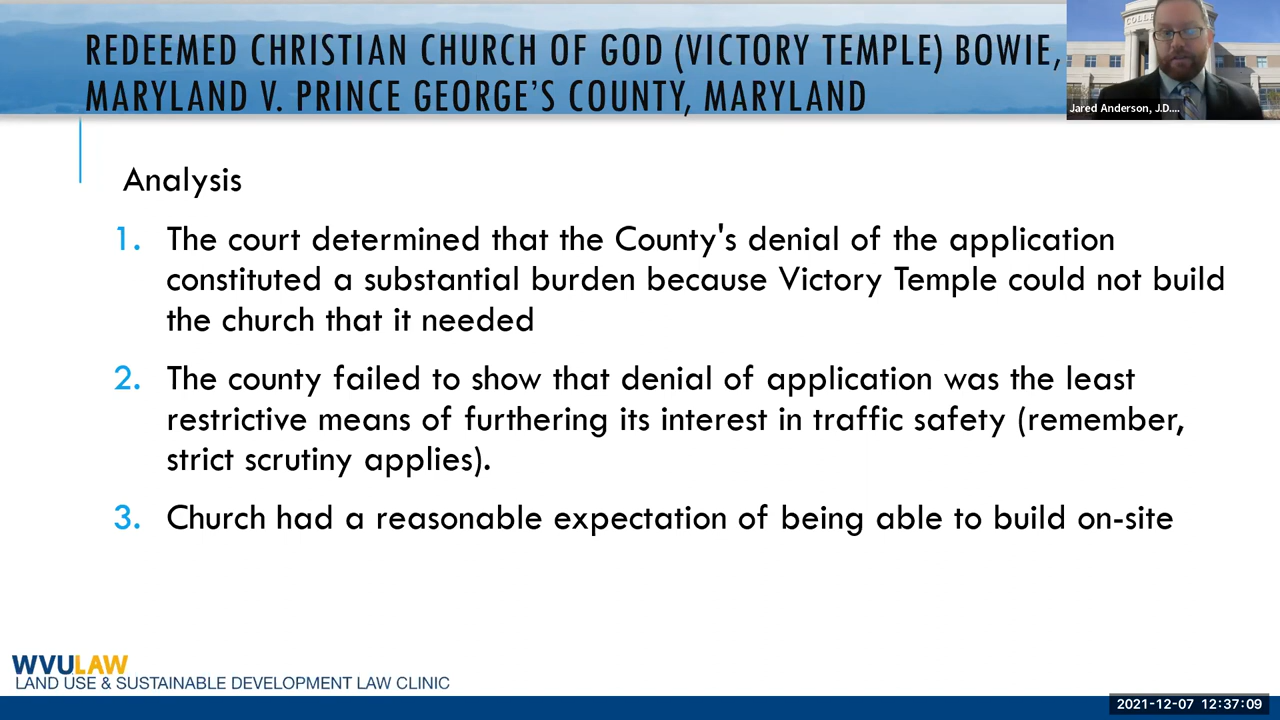 REDEEMED CHRISTIAN CHURCH OF GOD (VICTORY TEMPLE) BOWIE,
MARYLAND V. PRINCE GEORGE'S COUNTY, MARYLAND
COLLE
Jared Anderson, J.D....
Analysis
1. The court determined that the County's denial of the application
constituted a substantial burden because Victory Temple could not build
the church that it needed
2. The county failed to show that denial of application was the least
restrictive means of furthering its interest in traffic safety (remember,
strict scrutiny applies).
3. Church had a reasonable expectation of being able to build on-site
WVULAW
LAND USE & SUSTAINABLE DEVELOPMENT LAW CLINIC
2021-12-07 12:37:09